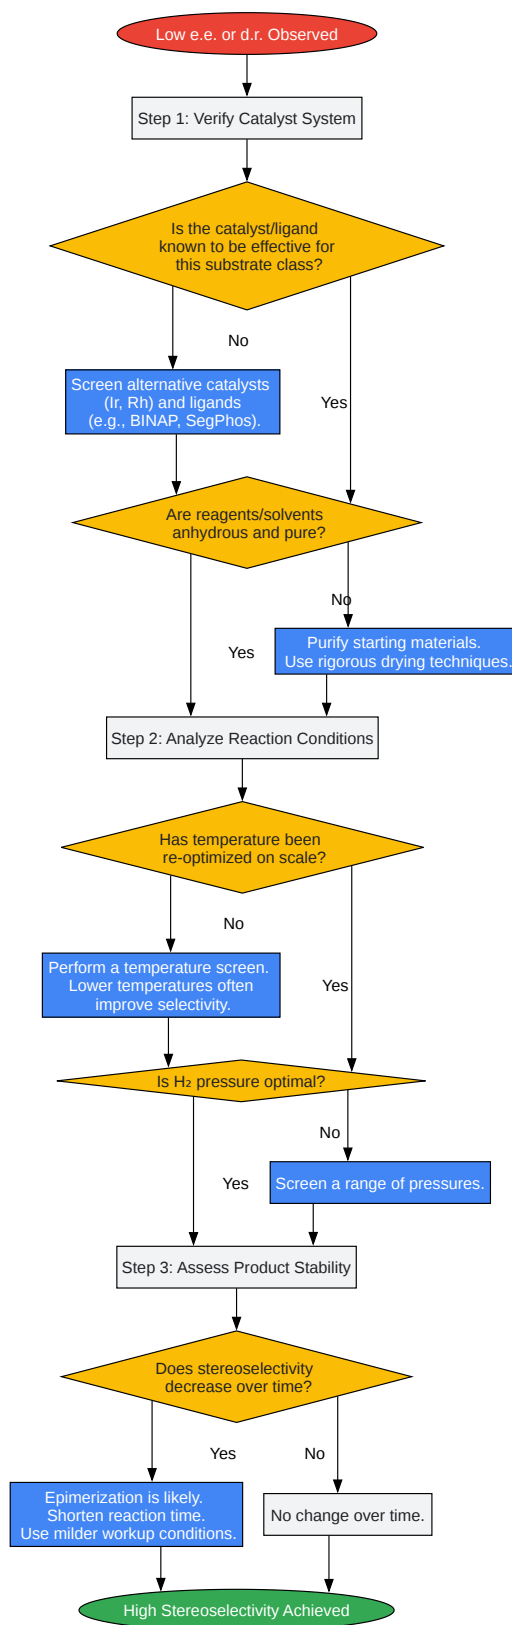 Low e.e. or d.r. Observed
Step 1: Verify Catalyst System
Is the catalyst/ligand
known to be effective for
this substrate class?
No
Screen alternative catalysts
(Ir, Rh) and ligands
(e.g., BINAP, SegPhos).
Yes
Are reagents/solvents
anhydrous and pure?
No
Purify starting materials.
Use rigorous drying techniques.
Yes
Step 2: Analyze Reaction Conditions
Has temperature been
re-optimized on scale?
No
Perform a temperature screen.
Lower temperatures often
improve selectivity.
Yes
Is H₂ pressure optimal?
No
Screen a range of pressures.
Yes
Step 3: Assess Product Stability
Does stereoselectivity
decrease over time?
Yes
No
Epimerization is likely.
Shorten reaction time.
Use milder workup conditions.
No change over time.
High Stereoselectivity Achieved